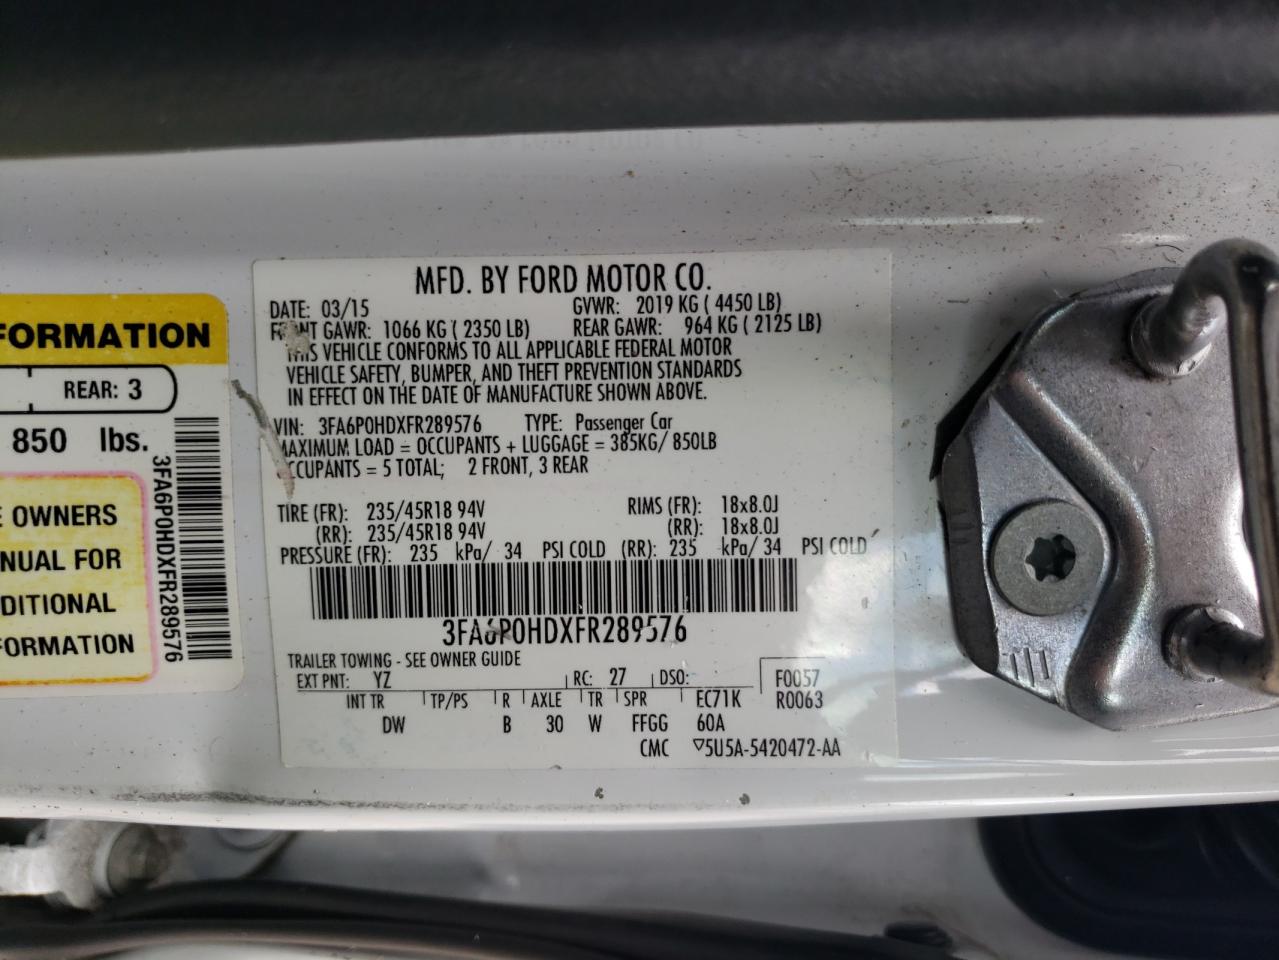 FORMATION
REAR: 3
850 lbs.
E OWNERS
NUAL FOR
DITIONAL
FORMATION
3FA6P0HDXFR289576
MFD. BY FORD MOTOR CO.
DATE: 03/15 GVWR: 2019 KG ( 4450 LB)
FRONT GAWR: 1066 KG ( 2350 LB) REAR GAWR: 964 KG ( 2125 LB)
THIS VEHICLE CONFORMS TO ALL APPLICABLE FEDERAL MOTOR
VEHICLE SAFETY, BUMPER, AND THEFT PREVENTION STANDARDS
IN EFFECT ON THE DATE OF MANUFACTURE SHOWN ABOVE.
VIN: 3FA6P0HDXFR289576 TYPE: Passenger Car
MAXIMUM LOAD = OCCUPANTS + LUGGAGE = 385KG/ 850LB
OCCUPANTS = 5 TOTAL; 2 FRONT, 3 REAR
TIRE (FR): 235/45R18 94V RIMS (FR): 18x8.0J
(RR): 235/45R18 94V (RR): 18x8.0J
PRESSURE (FR): 235 kPa/ 34 PSI COLD (RR): 235 kPa/ 34 PSI COLD
3FA6P0HDXFR289576
TRAILER TOWING - SEE OWNER GUIDE
EXT PNT: YZ RC: 27 DSO: F0057
INT TR TP/PS R AXLE TR SPR EC71K R0063
DW B 30 W FFGG 60A
CMC ▽5U5A-5420472-AA